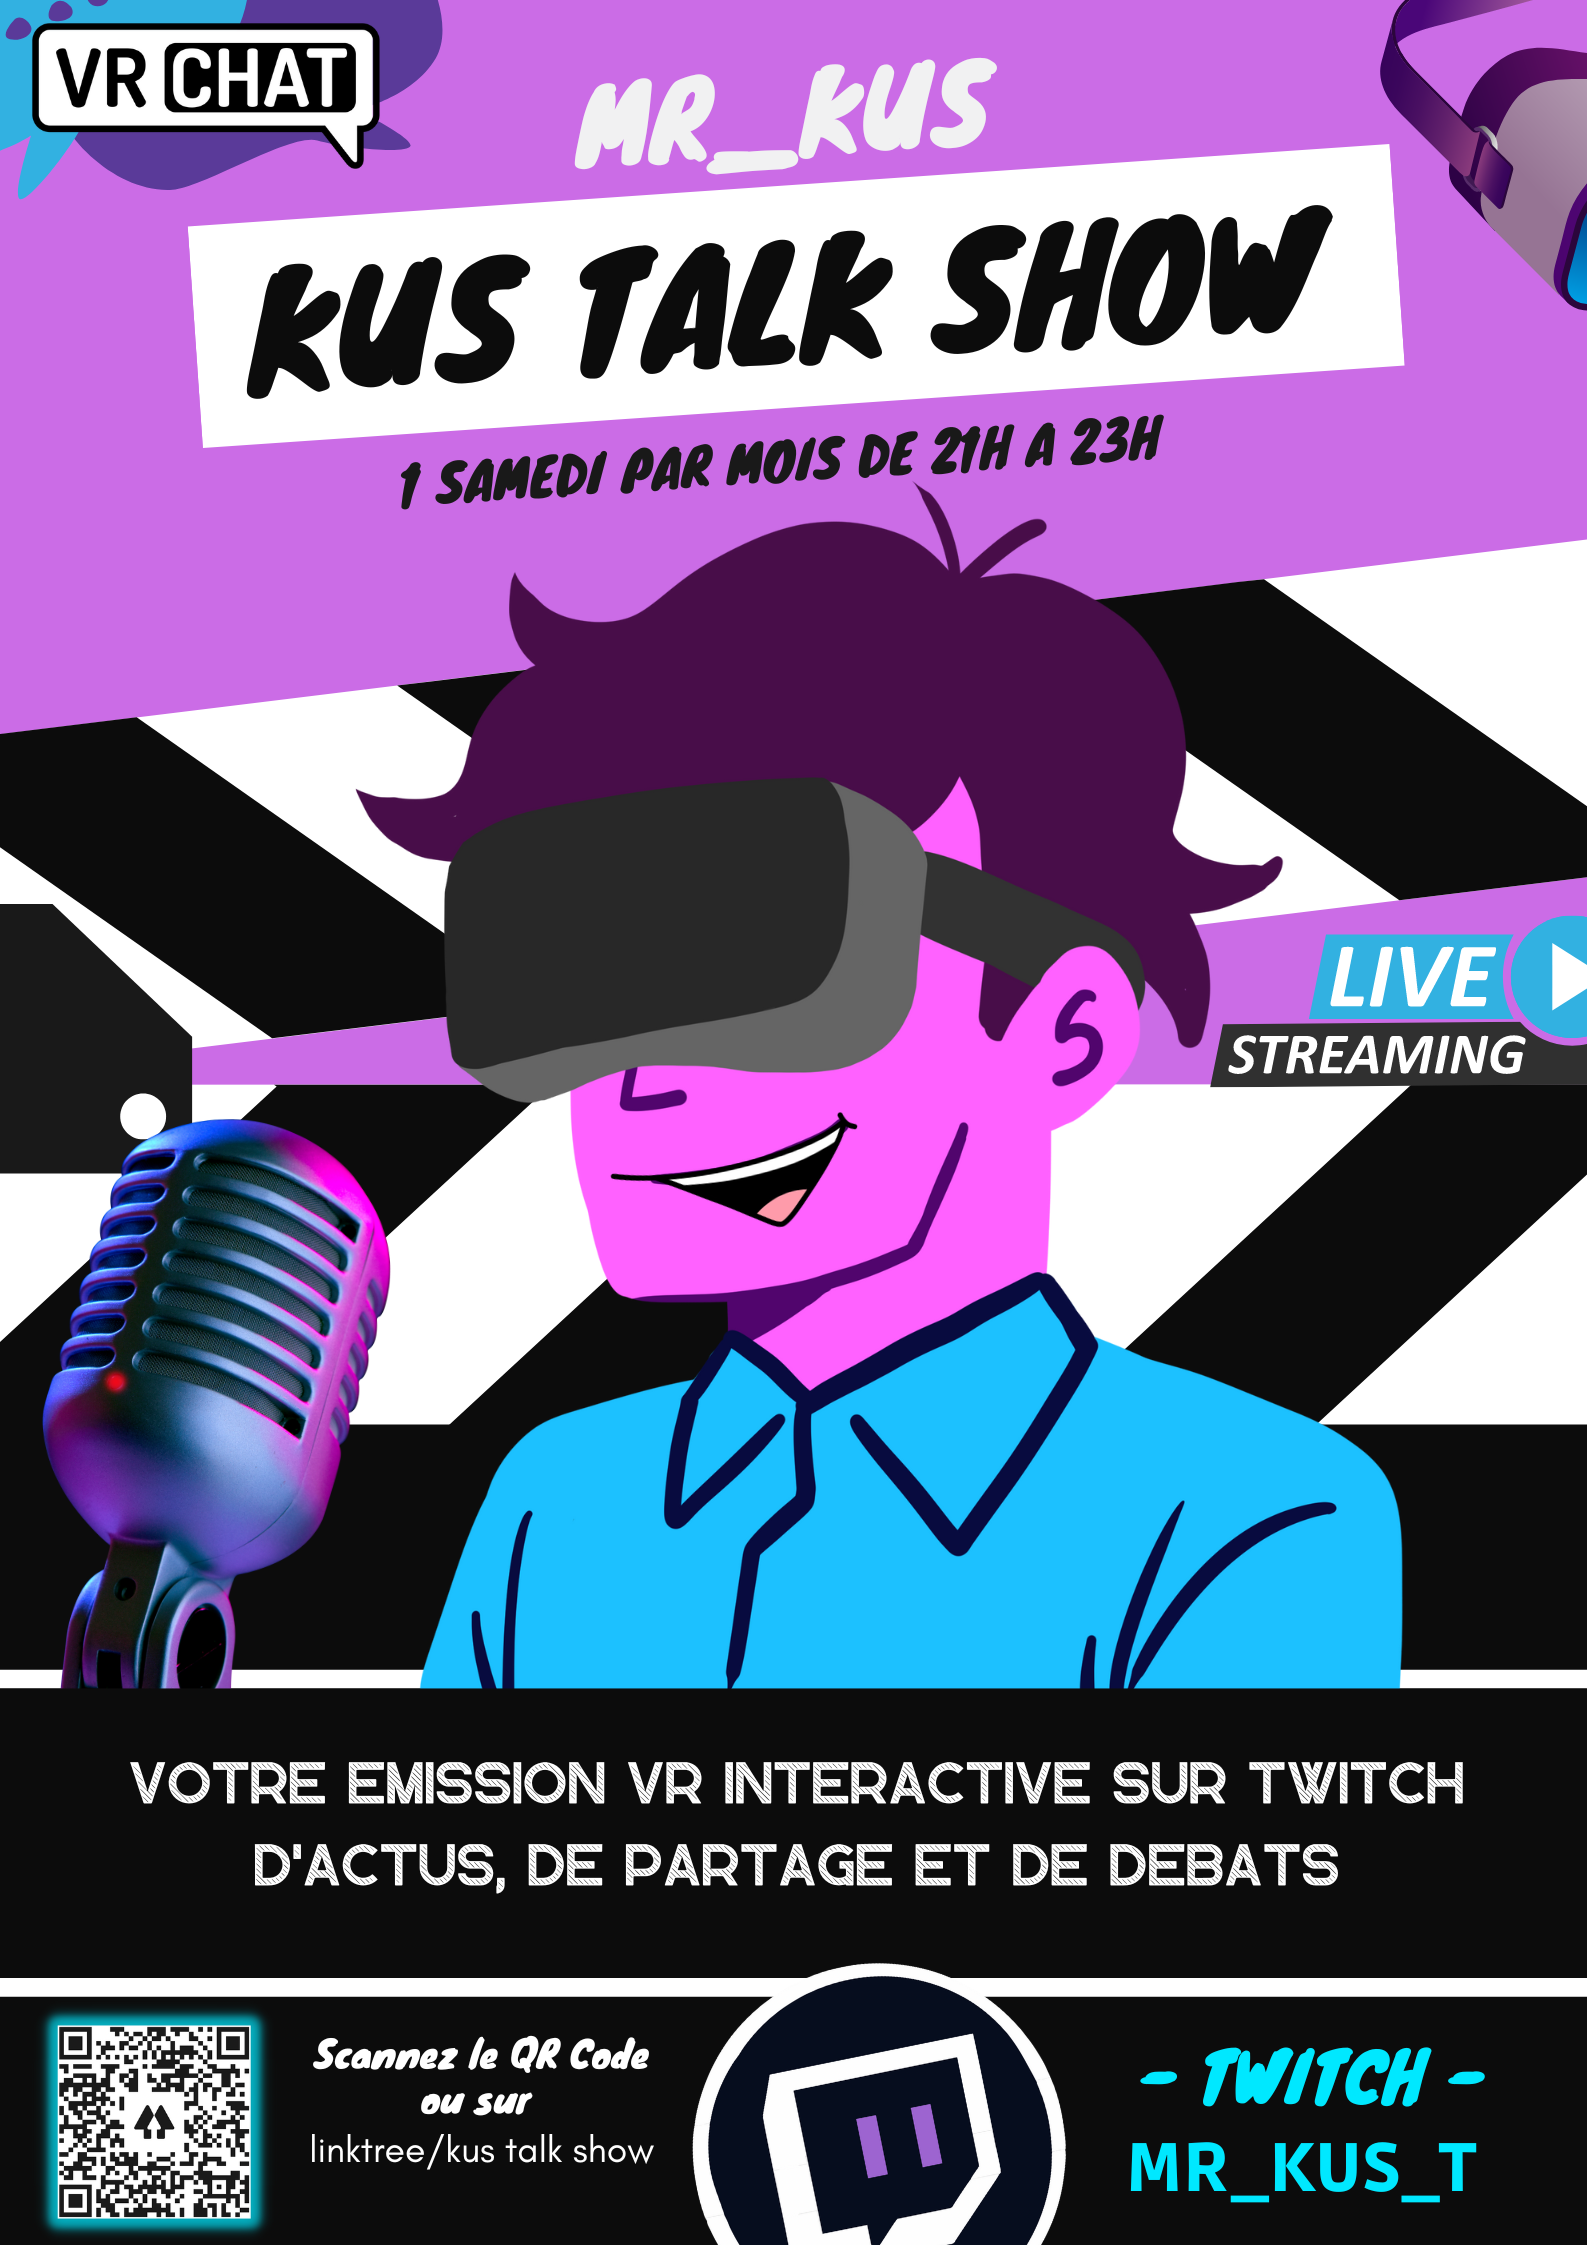 VR CHAT
MR_KUS
KUS TALK SHOW
1 SAMEDI PAR MOIS DE 21H A 23H
LIVE
STREAMING
VOTRE EMISSION VR INTERACTIVE SUR TWITCH
D'ACTUS, DE PARTAGE ET DE DEBATS
Scannez le QR Code
ou sur
linktree/kus talk show
- TWITCH -
MR_KUS_T